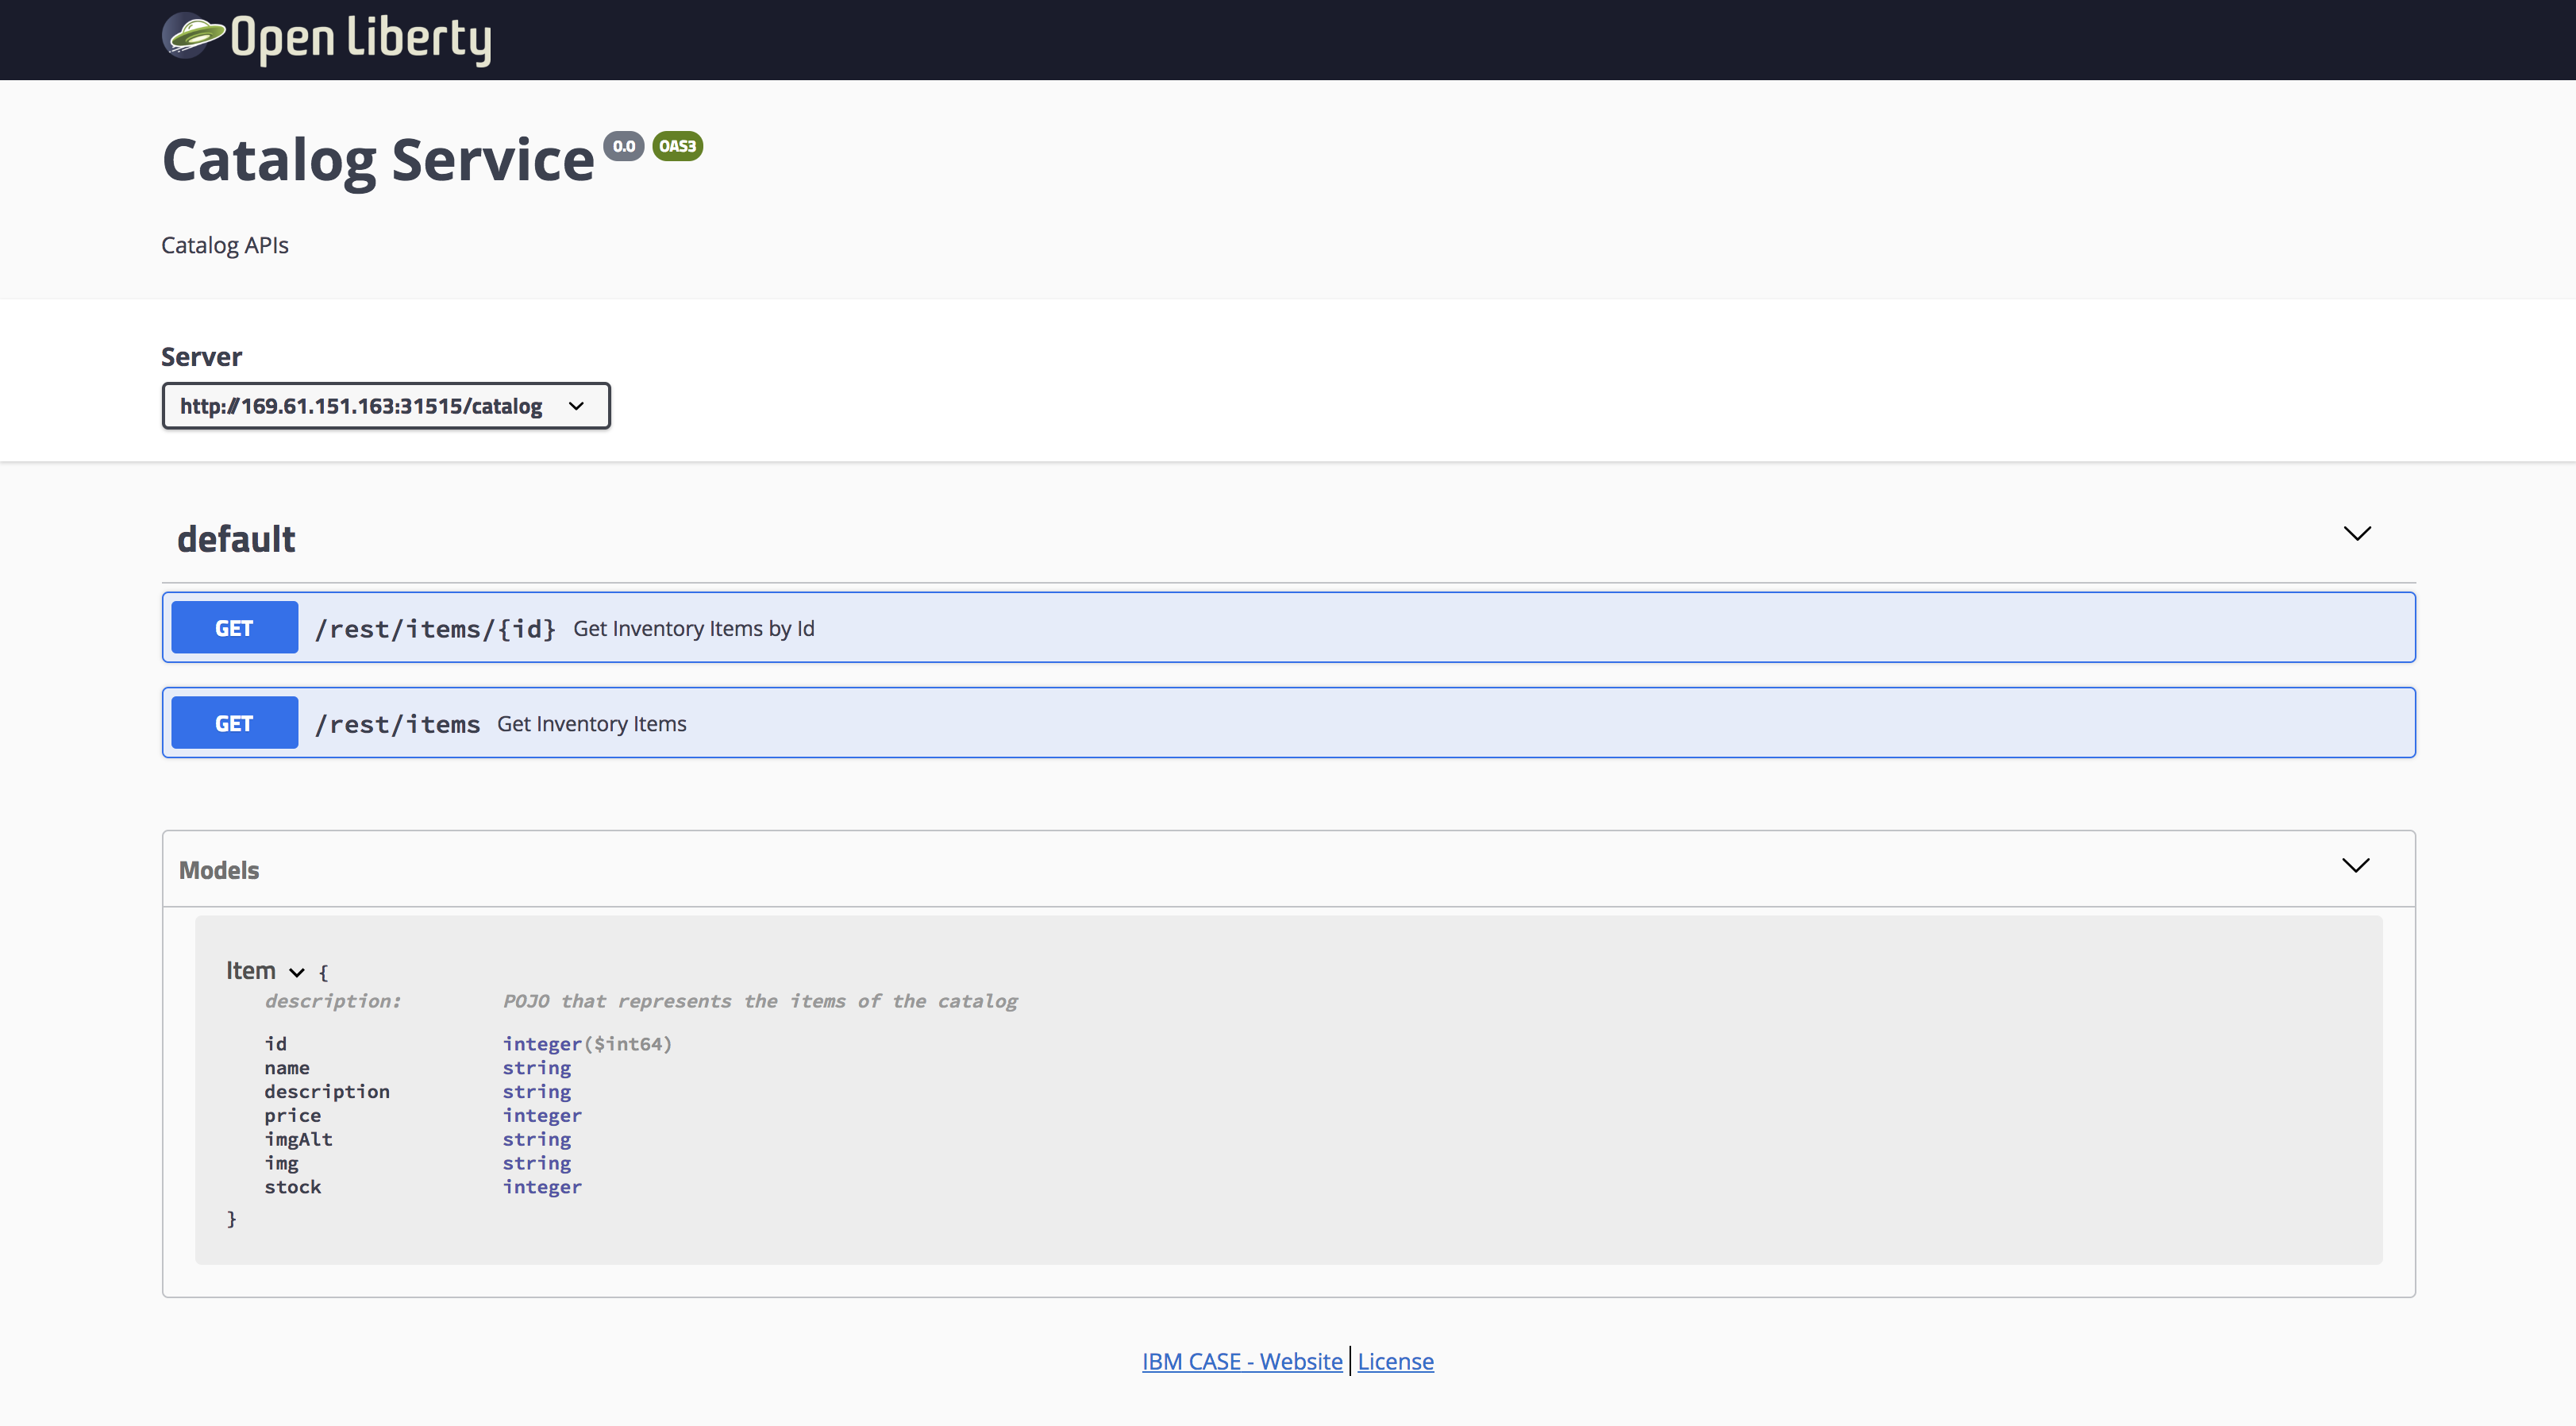 Open Liberty
Catalog Service 0.0 OAS3
Catalog APIs
Server
http://169.61.151.163:31515/catalog
default
GET /rest/items/{id} Get Inventory Items by Id
GET /rest/items Get Inventory Items
Models
Item {
description: POJO that represents the items of the catalog
id integer($int64)
name string
description string
price integer
imgAlt string
img string
stock integer
}
IBM CASE - Website | License